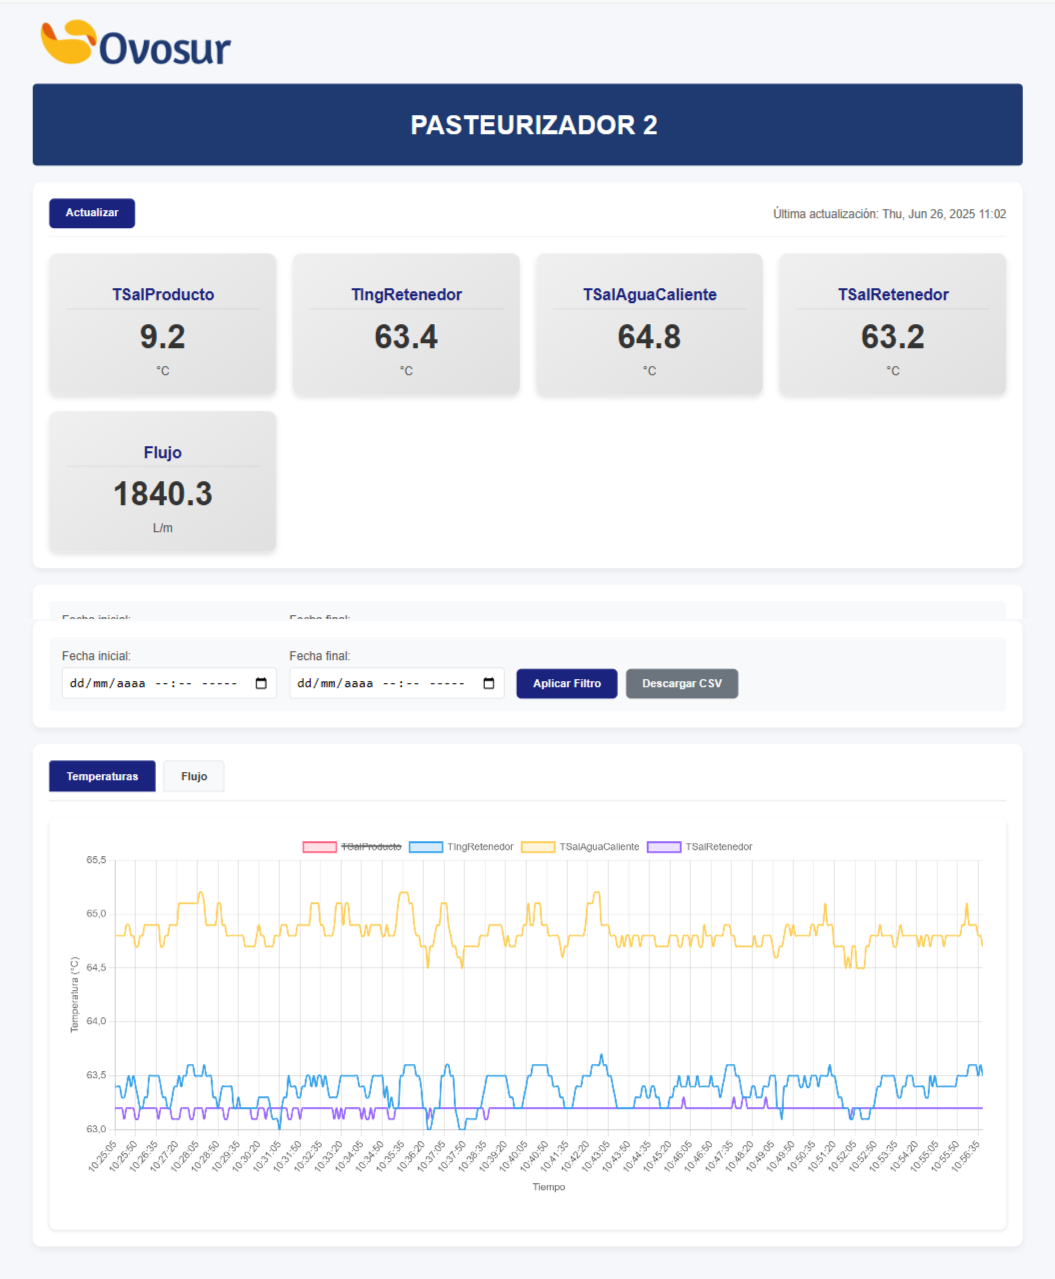 Ovosur
PASTEURIZADOR 2
Actualizar
Última actualización: Thu, Jun 26, 2025 11:02
TSalProducto
9.2
°C
TIngRetenedor
63.4
°C
TSalAguaCaliente
64.8
°C
TSalRetenedor
63.2
°C
Flujo
1840.3
L/m
Fecha inicial: Fecha final:
Fecha inicial: Fecha final:
dd/mm/aaaa --:-- ----- dd/mm/aaaa --:-- ----- Aplicar Filtro Descargar CSV
Temperaturas Flujo
TSalProducto TIngRetenedor TSalAguaCaliente TSalRetenedor
65,5
65,0
64,5
64,0
63,5
63,0
Temperatura (°C)
10:25:05 10:25:50 10:26:35 10:27:20 10:28:05 10:28:50 10:29:35 10:30:20 10:31:05 10:31:50 10:32:35 10:33:20 10:34:05 10:34:50 10:35:35 10:36:20 10:37:05 10:37:50 10:38:35 10:39:20 10:40:05 10:40:50 10:41:35 10:42:20 10:43:05 10:43:50 10:44:35 10:45:20 10:46:05 10:46:50 10:47:35 10:48:20 10:49:05 10:49:50 10:50:35 10:51:20 10:52:05 10:52:50 10:53:35 10:54:20 10:55:05 10:55:50 10:56:35
Tiempo